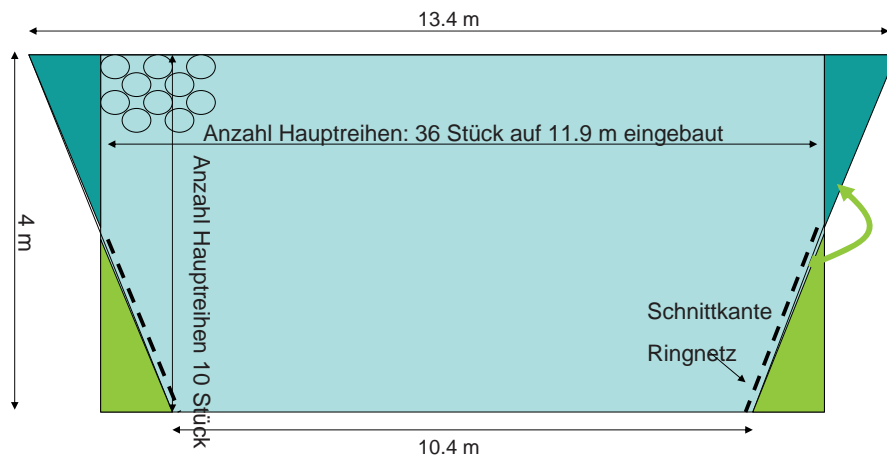 13.4 m
Anzahl Hauptreihen: 36 Stück auf 11.9 m eingebaut
Anzahl Hauptreihen 10 Stück
4 m
Schnittkante
Ringnetz
10.4 m